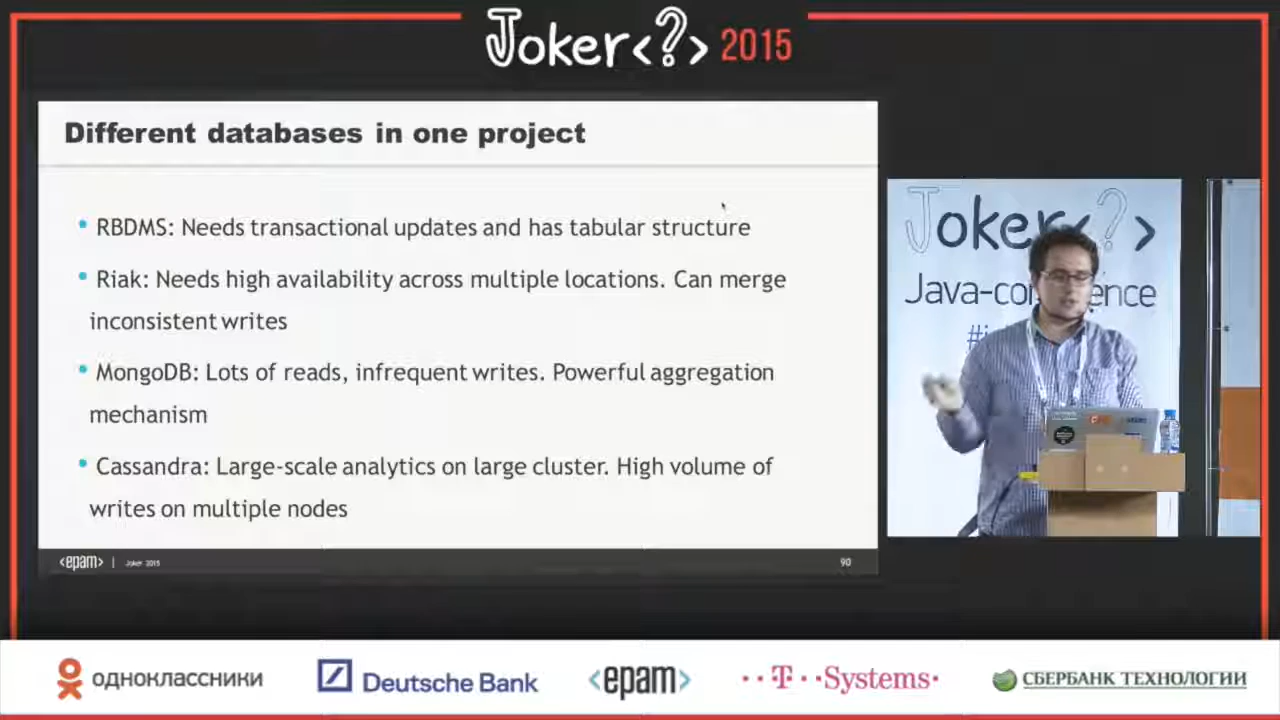 Joker<?> 2015
Different databases in one project
• RBDMS: Needs transactional updates and has tabular structure
• Riak: Needs high availability across multiple locations. Can merge
inconsistent writes
• MongoDB: Lots of reads, infrequent writes. Powerful aggregation
mechanism
• Cassandra: Large-scale analytics on large cluster. High volume of
writes on multiple nodes
<epam> | Joker 2015
90
Joker<?>
одноклассники
Deutsche Bank
<epam>
··T··Systems·
СБЕРБАНК ТЕХНОЛОГИИ